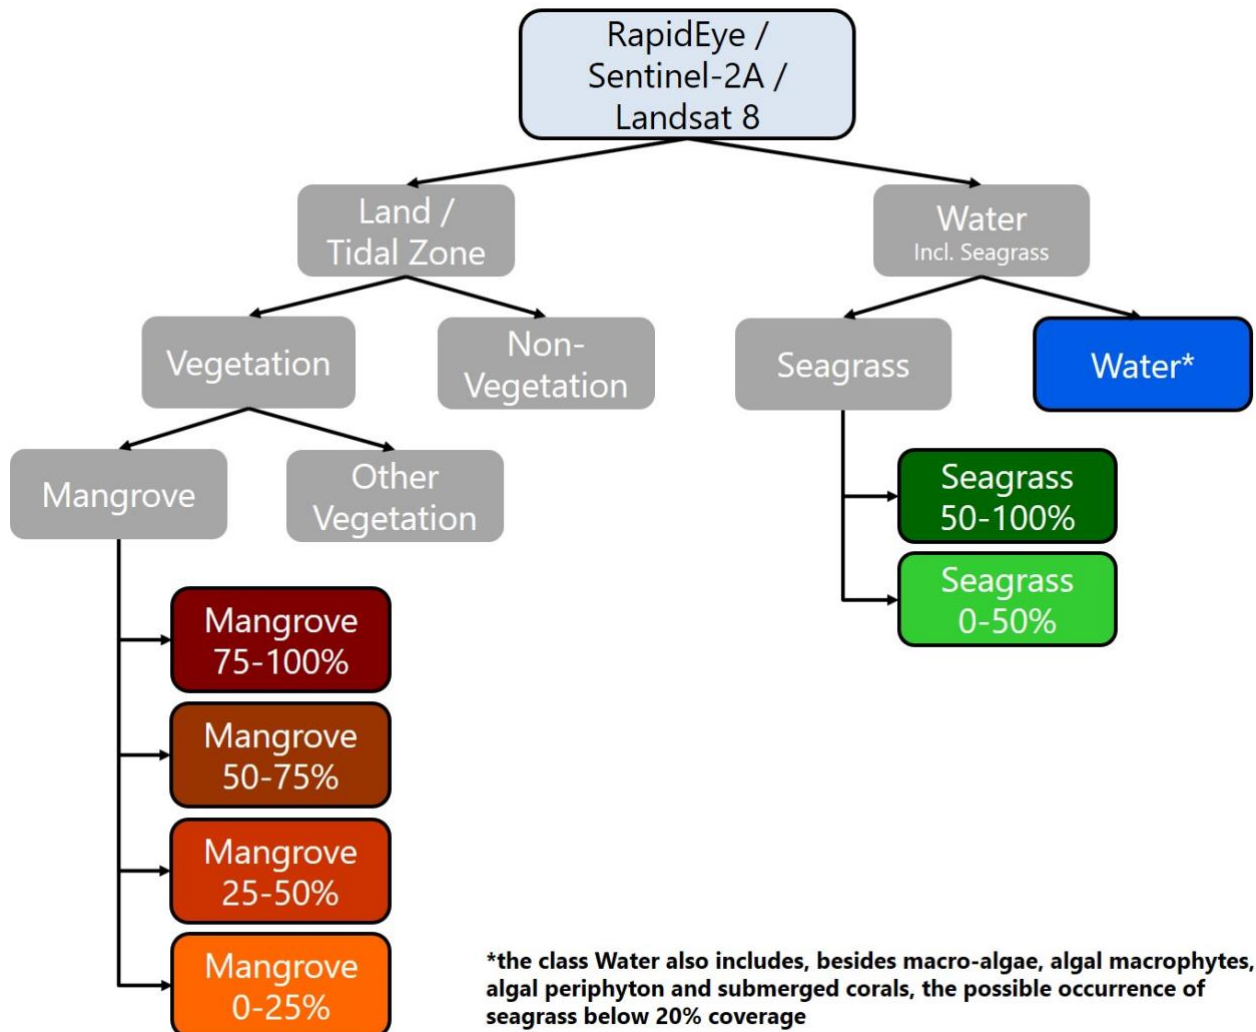 RapidEye /
Sentinel-2A /
Landsat 8
Land /
Tidal Zone
Water
Incl. Seagrass
Vegetation
Non-
Vegetation
Seagrass
Water*
Mangrove
Other
Vegetation
Seagrass
50-100%
Seagrass
0-50%
Mangrove
75-100%
Mangrove
50-75%
Mangrove
25-50%
Mangrove
0-25%
*the class Water also includes, besides macro-algae, algal macrophytes,
algal periphyton and submerged corals, the possible occurrence of
seagrass below 20% coverage